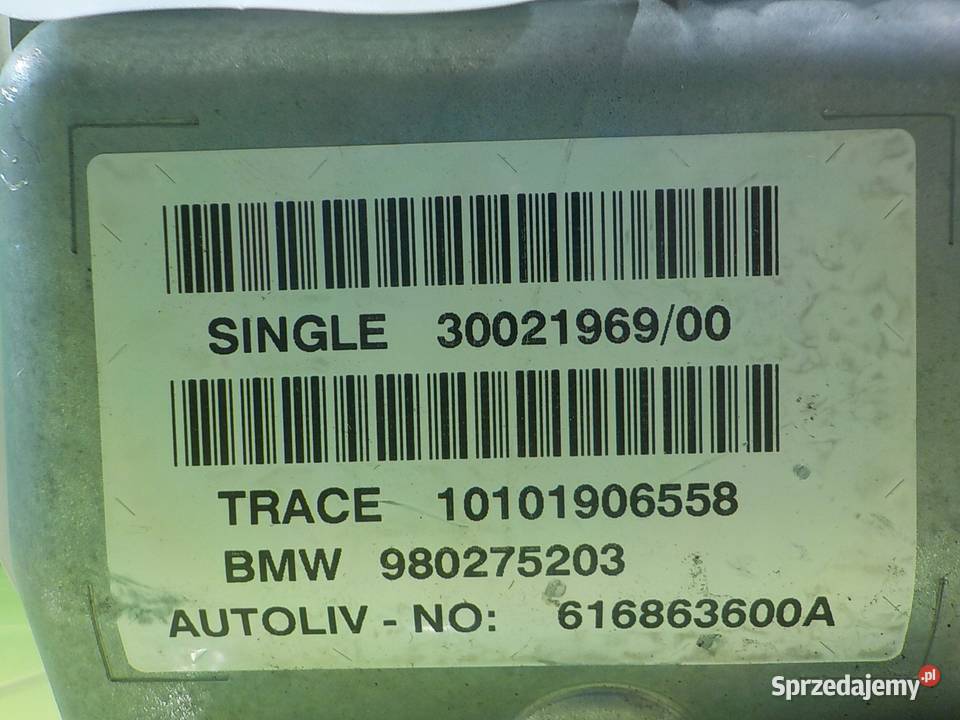 SINGLE 30021969/00
TRACE 10101906558
BMW 980275203
AUTOLIV - NO: 616863600A
Sprzedajemy.pl